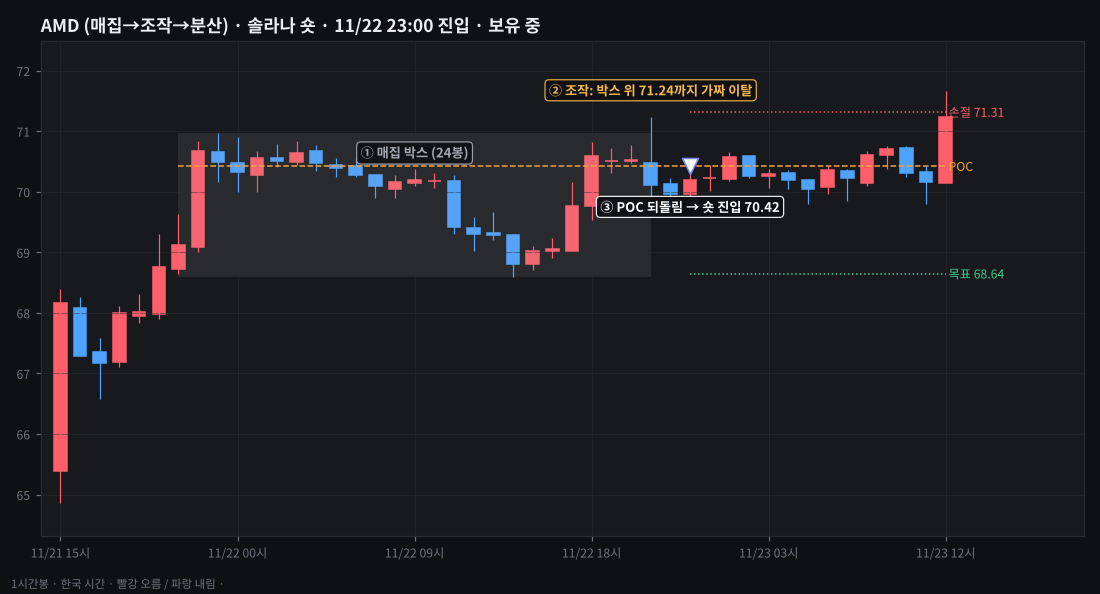 AMD (매집→조작→분산) · 솔라나 숏 · 11/22 23:00 진입 · 보유 중
72
② 조작: 박스 위 71.24까지 가짜 이탈
손절 71.31
71
① 매집 박스 (24봉)
POC
70
③ POC 되돌림 → 숏 진입 70.42
69
목표 68.64
68
67
66
65
11/21 15시
11/22 00시
11/22 09시
11/22 18시
11/23 03시
11/23 12시
1시간봉 · 한국 시간 · 빨강 오름 / 파랑 내림 ·